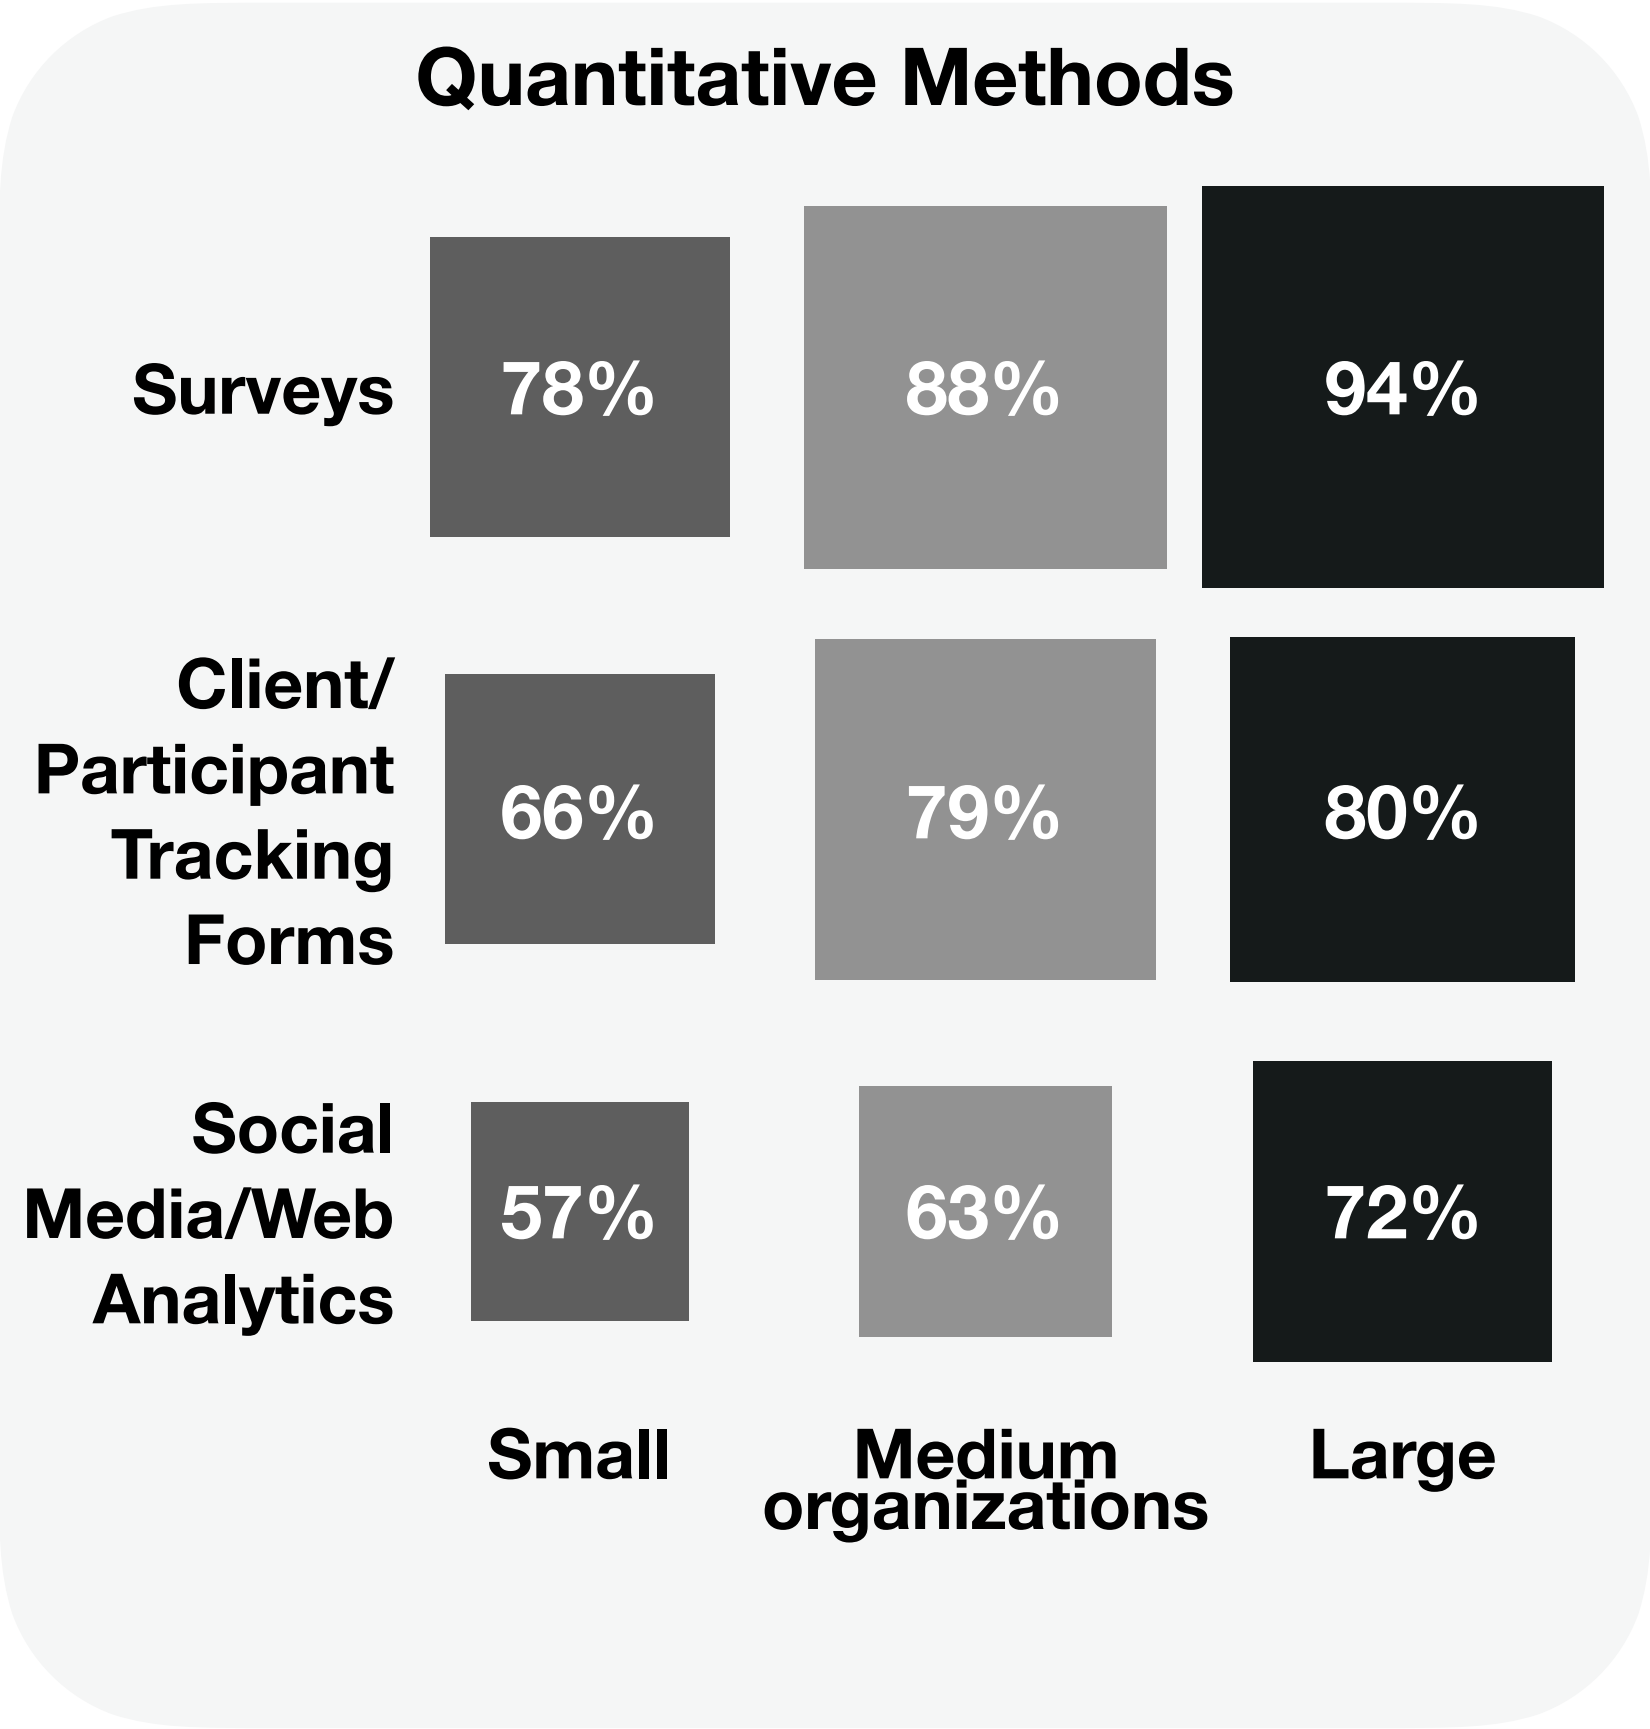 Quantitative Methods
Surveys
78%
88%
94%
Client/
Participant
Tracking
Forms
66%
79%
80%
Social
Media/Web
Analytics
57%
63%
72%
Small
Medium
organizations
Large